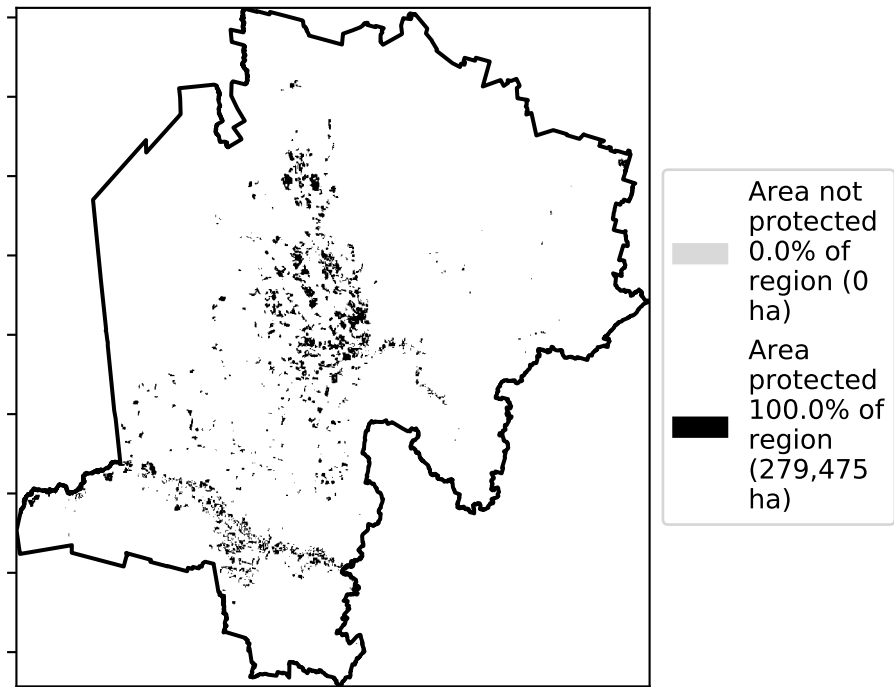 Area not
protected
0.0% of
region (0
ha)
Area
protected
100.0% of
region
(279,475
ha)